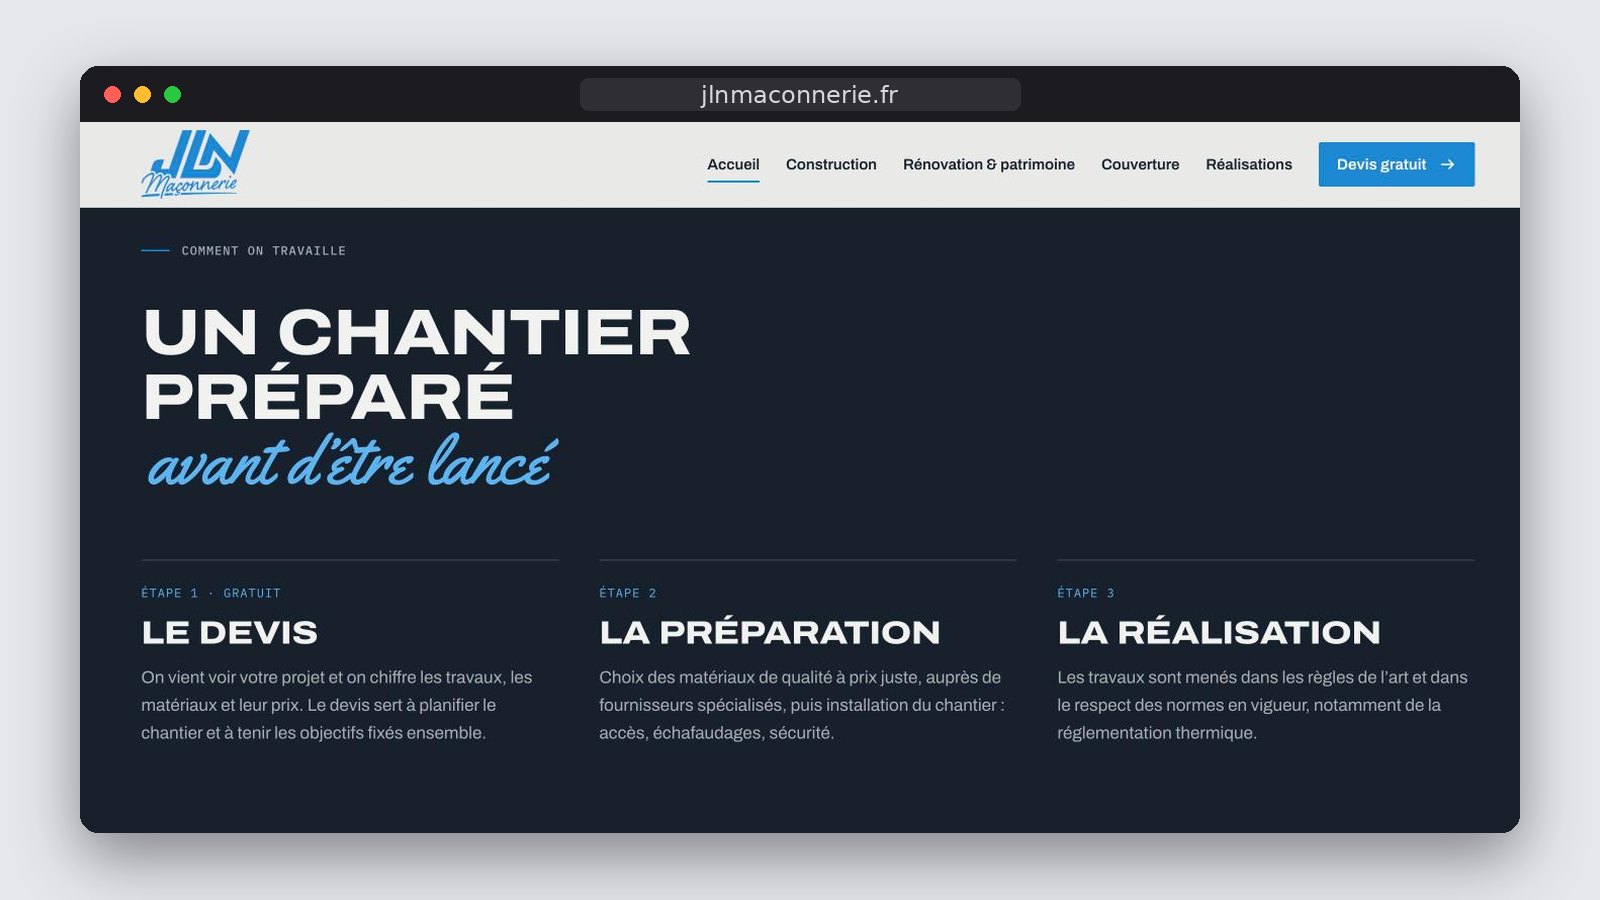 jlnmaconnerie.fr
JLN
Maçonnerie
Accueil
Construction
Rénovation & patrimoine
Couverture
Réalisations
Devis gratuit →
COMMENT ON TRAVAILLE
UN CHANTIER
PRÉPARÉ
avant d’être lancé
ÉTAPE 1 · GRATUIT
LE DEVIS
On vient voir votre projet et on chiffre les travaux, les
matériaux et leur prix. Le devis sert à planifier le
chantier et à tenir les objectifs fixés ensemble.
ÉTAPE 2
LA PRÉPARATION
Choix des matériaux de qualité à prix juste, auprès de
fournisseurs spécialisés, puis installation du chantier :
accès, échafaudages, sécurité.
ÉTAPE 3
LA RÉALISATION
Les travaux sont menés dans les règles de l’art et dans
le respect des normes en vigueur, notamment de la
réglementation thermique.